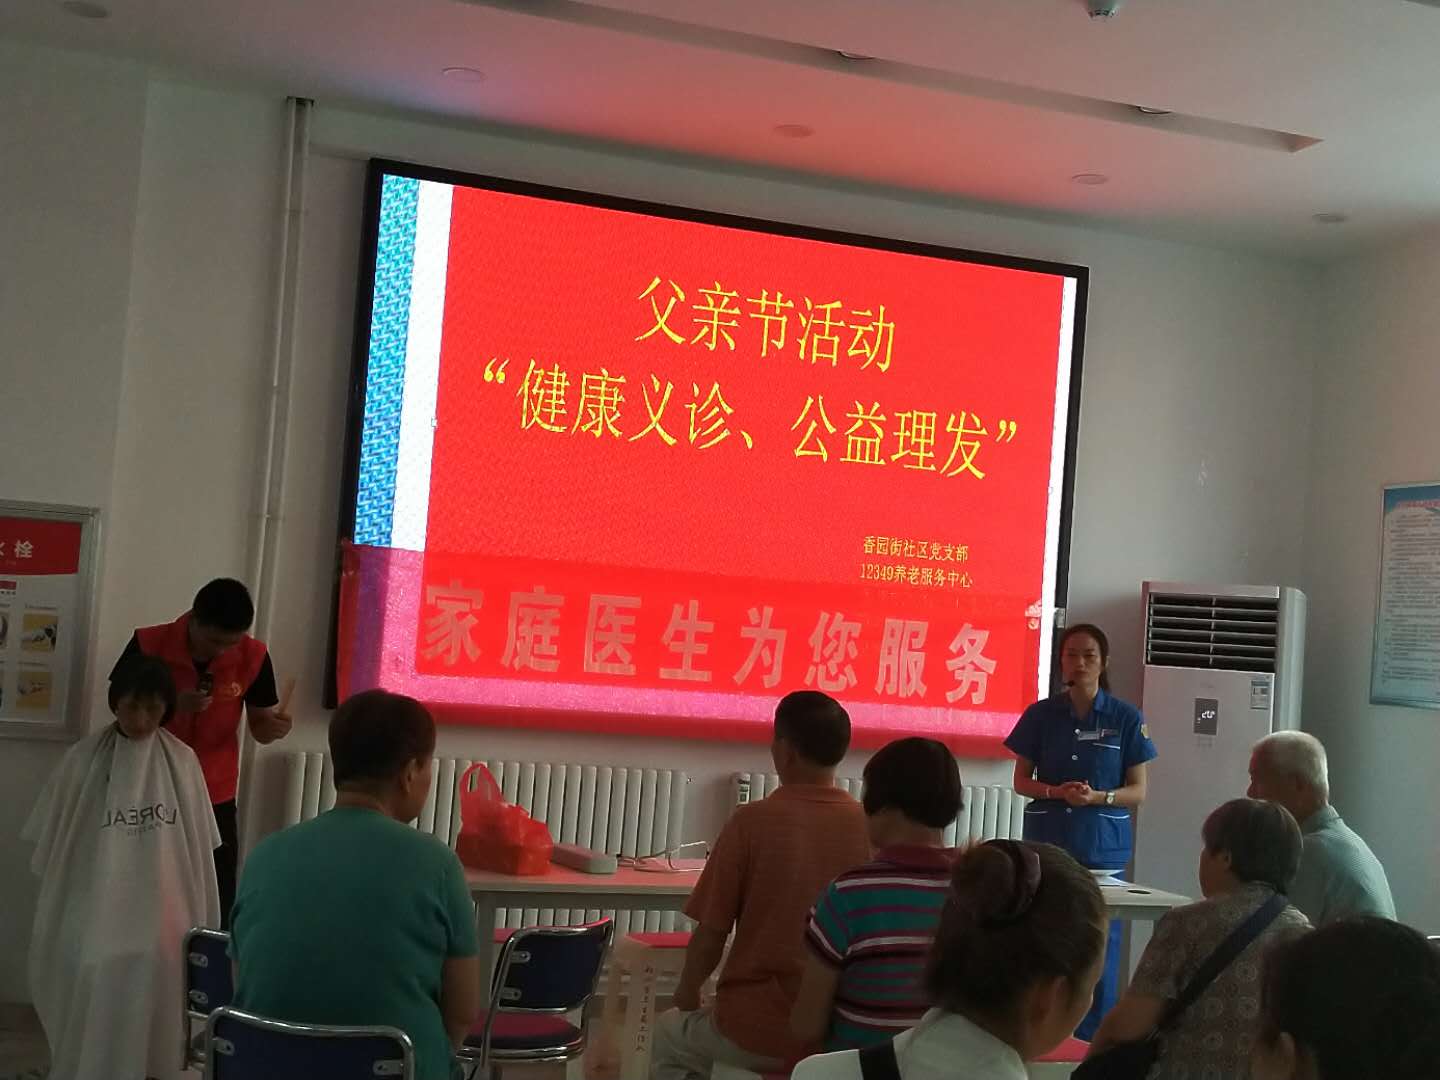 父亲节活动
“健康义诊、公益理发”
香园街社区党支部
12349养老服务中心
家庭医生为您服务
栓
L'OREAL
PARIS